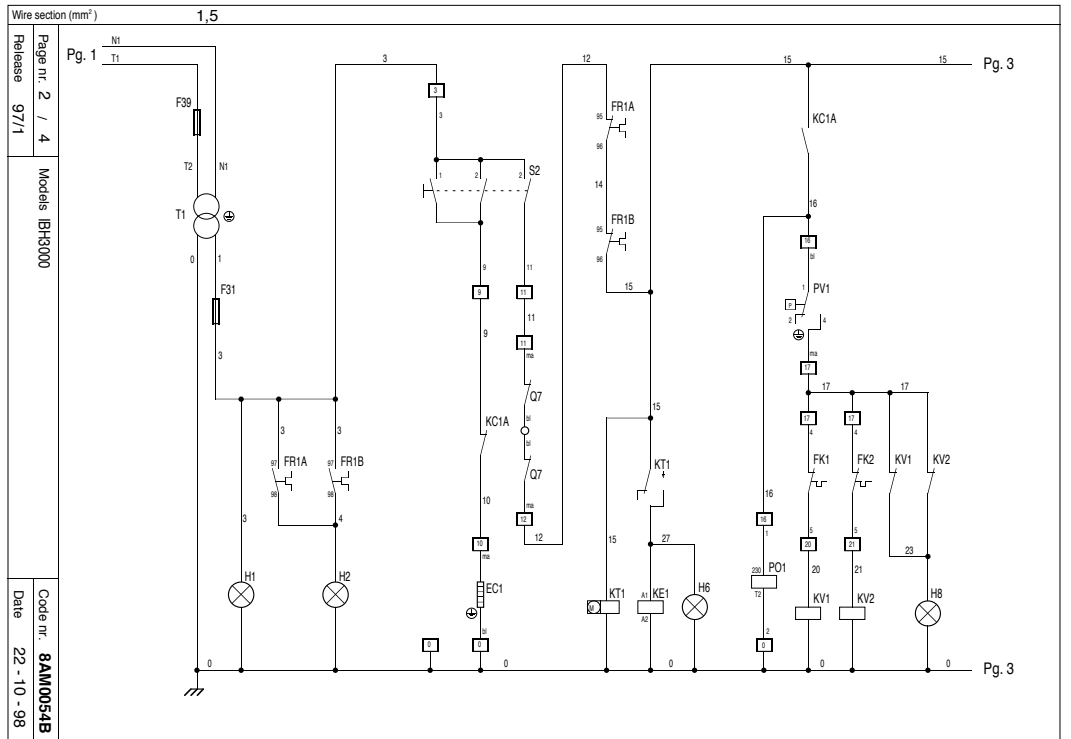 Wire section (mm²)
1,5
Page nr. 2 / 4
Release 97/1
Models IBH3000
Code nr. 8AM0054B
Date 22 - 10 - 98
Pg. 1
N1
T1
3
12
15
15
Pg. 3
F39
3
3
T2
N1
T1
0
1
F31
3
1
2
2
S2
95
FR1A
96
14
95
FR1B
96
15
KC1A
16
16
bl
1
PV1
P
2
4
ma
17
9
11
9
11
9
11
11
ma
Q7
bl
bl
Q7
ma
12
12
KC1A
10
10
ma
EC1
bl
0
0
3
3
97
FR1A
98
97
FR1B
98
4
3
H1
H2
15
KT1
15
27
M
KT1
A1
KE1
A2
H6
17
17
17
17
4
4
FK1
FK2
KV1
KV2
16
16
1
5
5
20
21
23
230
PO1
T2
20
21
KV1
KV2
H8
2
0
0
0
0
0
0
Pg. 3